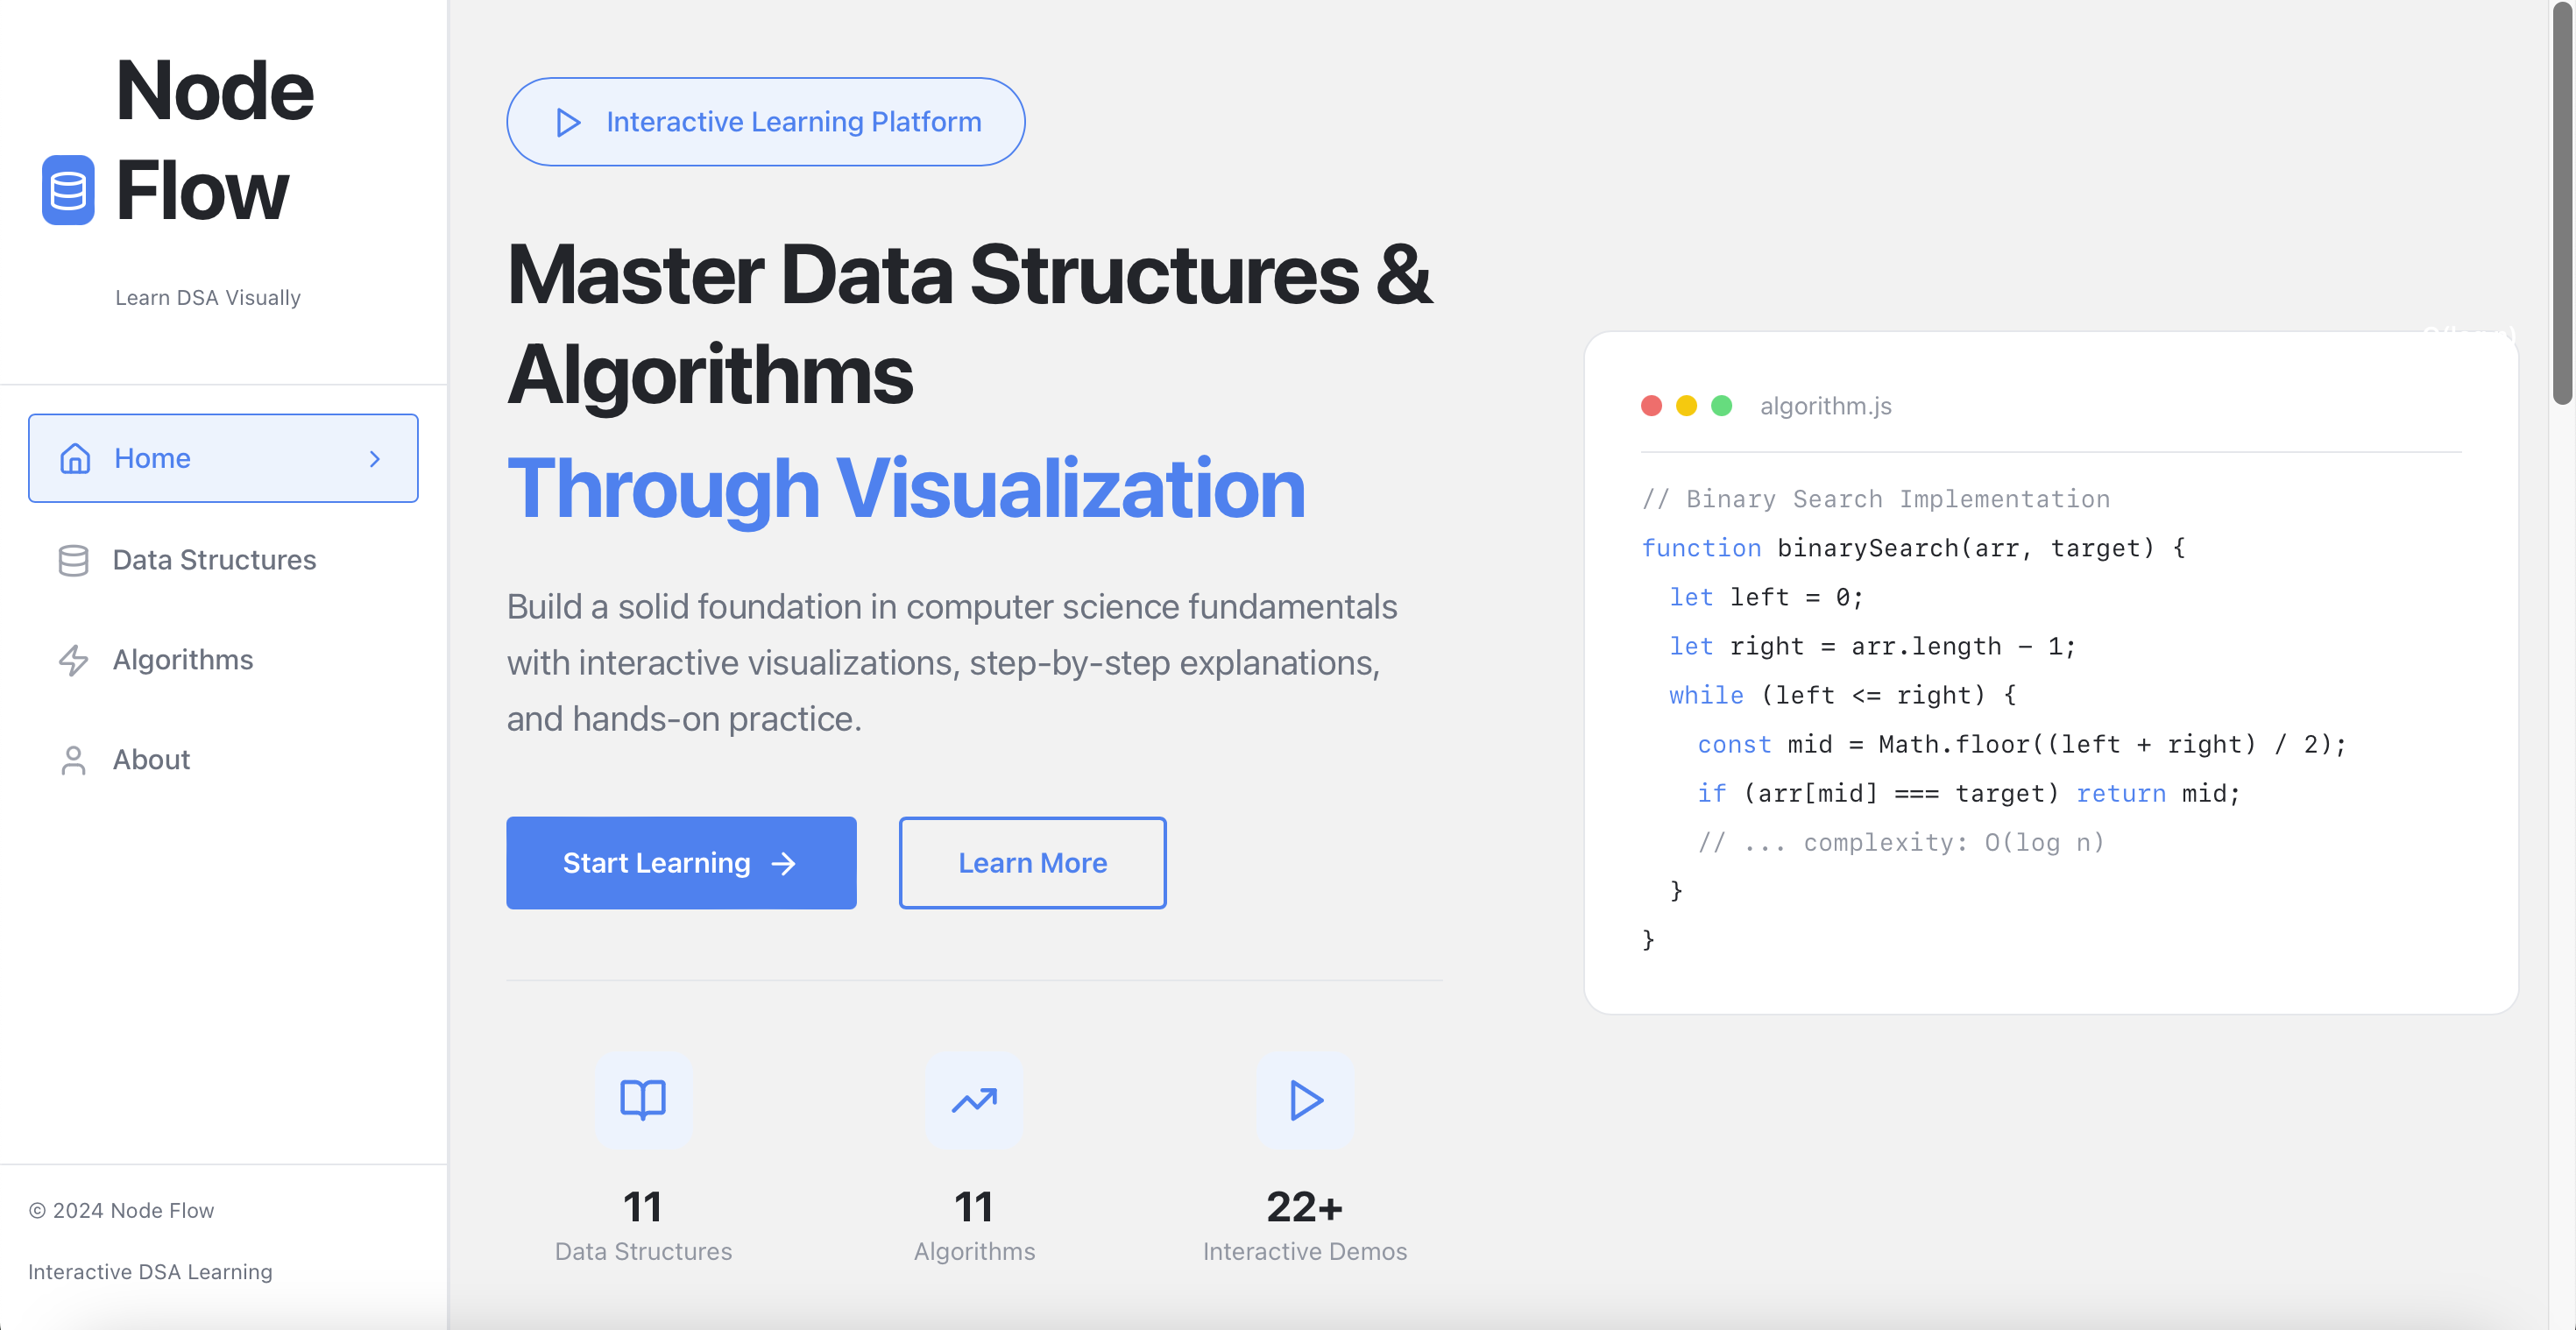 Node
Flow
Learn DSA Visually
Home
Data Structures
Algorithms
About
© 2024 Node Flow
Interactive DSA Learning
Interactive Learning Platform
Master Data Structures &
Algorithms
Through Visualization
Build a solid foundation in computer science fundamentals
with interactive visualizations, step-by-step explanations,
and hands-on practice.
Start Learning →
Learn More
11
Data Structures
11
Algorithms
22+
Interactive Demos
algorithm.js
// Binary Search Implementation
function binarySearch(arr, target) {
let left = 0;
let right = arr.length - 1;
while (left <= right) {
const mid = Math.floor((left + right) / 2);
if (arr[mid] === target) return mid;
// ... complexity: O(log n)
}
}